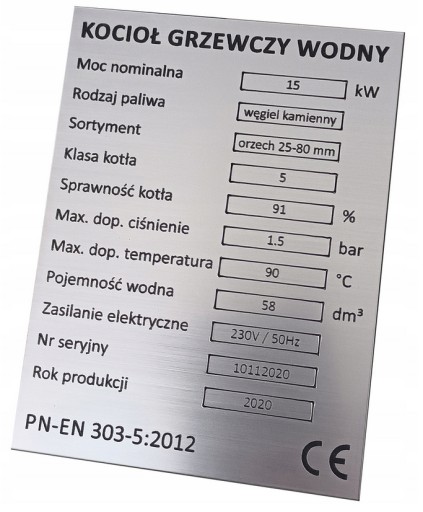 KOCIOŁ GRZEWCZY WODNY
Moc nominalna 15 kW
Rodzaj paliwa węgiel kamienny
Sortyment orzech 25-80 mm
Klasa kotła 5
Sprawność kotła 91 %
Max. dop. ciśnienie 1.5 bar
Max. dop. temperatura 90 °C
Pojemność wodna 58 dm³
Zasilanie elektryczne 230V / 50Hz
Nr seryjny 10112020
Rok produkcji 2020
PN-EN 303-5:2012 CE